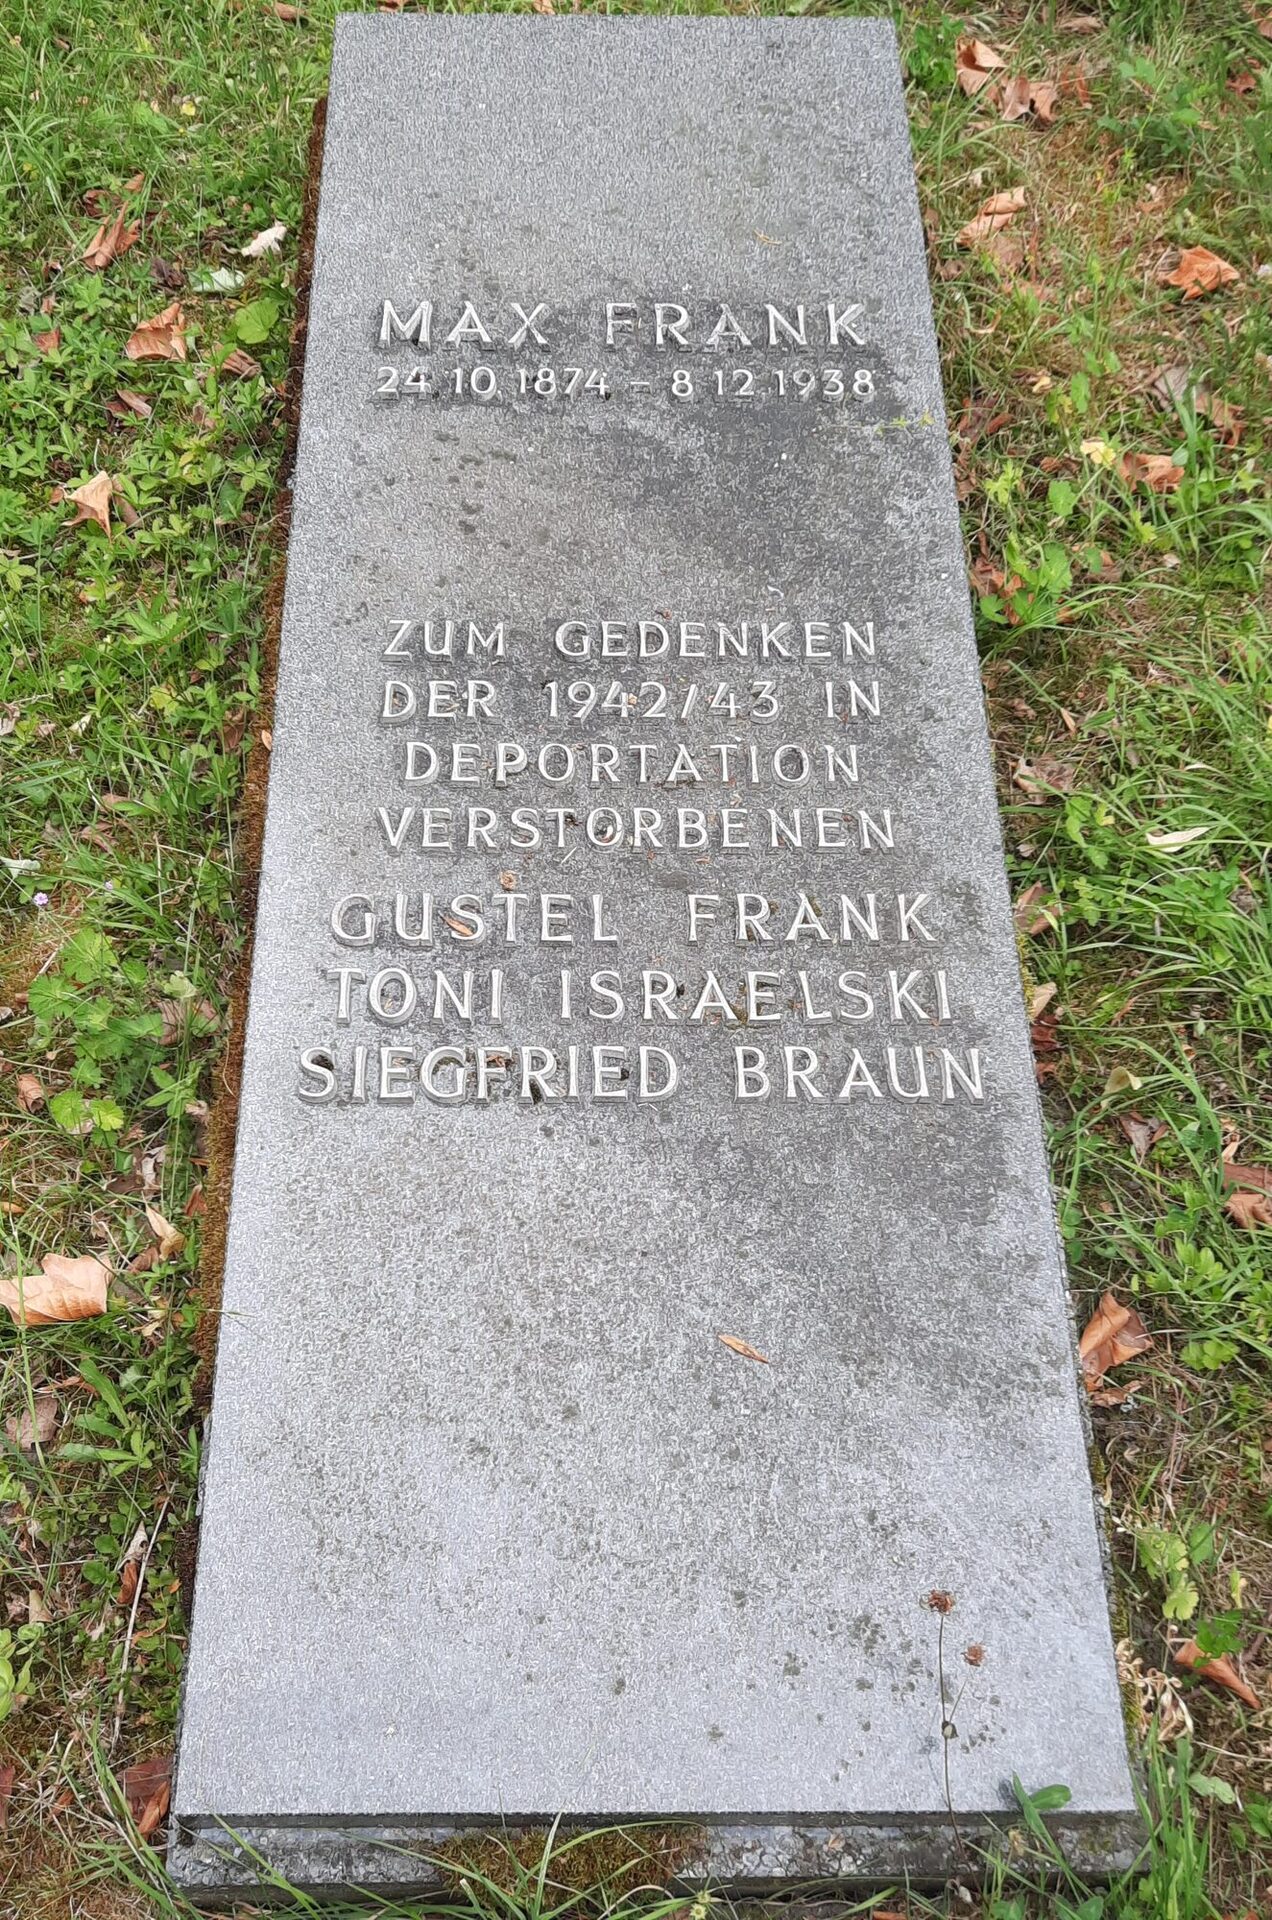 MAX FRANK
24.10.1874 – 8.12.1938
ZUM GEDENKEN
DER 1942/43 IN
DEPORTATION
VERSTORBENEN
GUSTEL FRANK
TONI ISRAELSKI
SIEGFRIED BRAUN